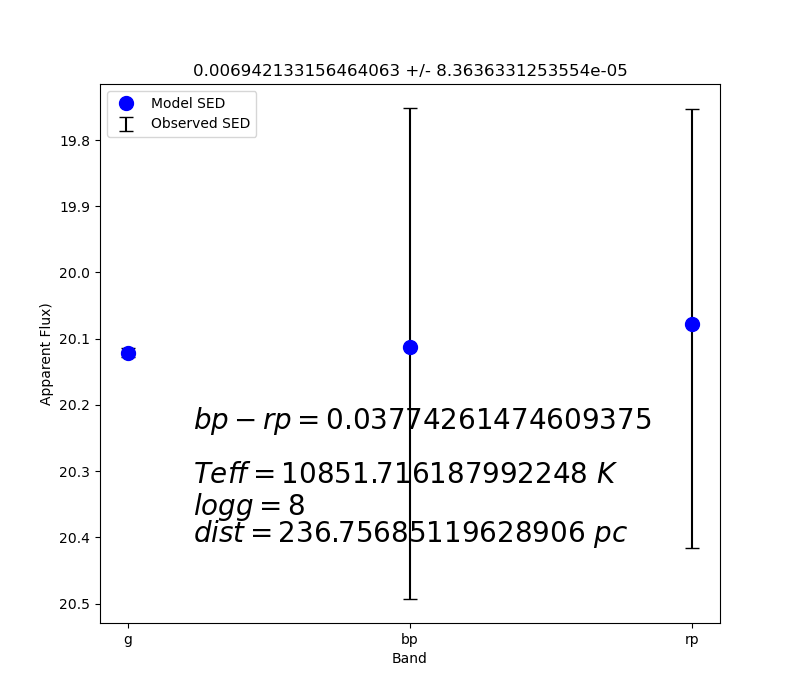 0.006942133156464063 +/- 8.3636331253554e-05
Model SED
Observed SED
Apparent Flux)
19.8
19.9
20.0
20.1
20.2
20.3
20.4
20.5
bp − rp = 0.03774261474609375
Teff = 10851.716187992248 K
logg = 8
dist = 236.75685119628906 pc
g bp rp
Band